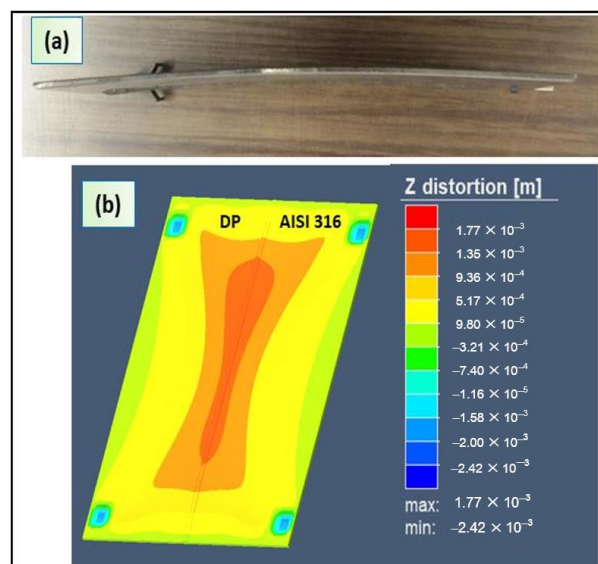 (a)
(b)
DP
AISI 316
Z distortion [m]
1.77 × 10⁻³
1.35 × 10⁻³
9.36 × 10⁻⁴
5.17 × 10⁻⁴
9.80 × 10⁻⁵
−3.21 × 10⁻⁴
−7.40 × 10⁻⁴
−1.16 × 10⁻⁵
−1.58 × 10⁻³
−2.00 × 10⁻³
−2.42 × 10⁻³
max: 1.77 × 10⁻³
min: −2.42 × 10⁻³